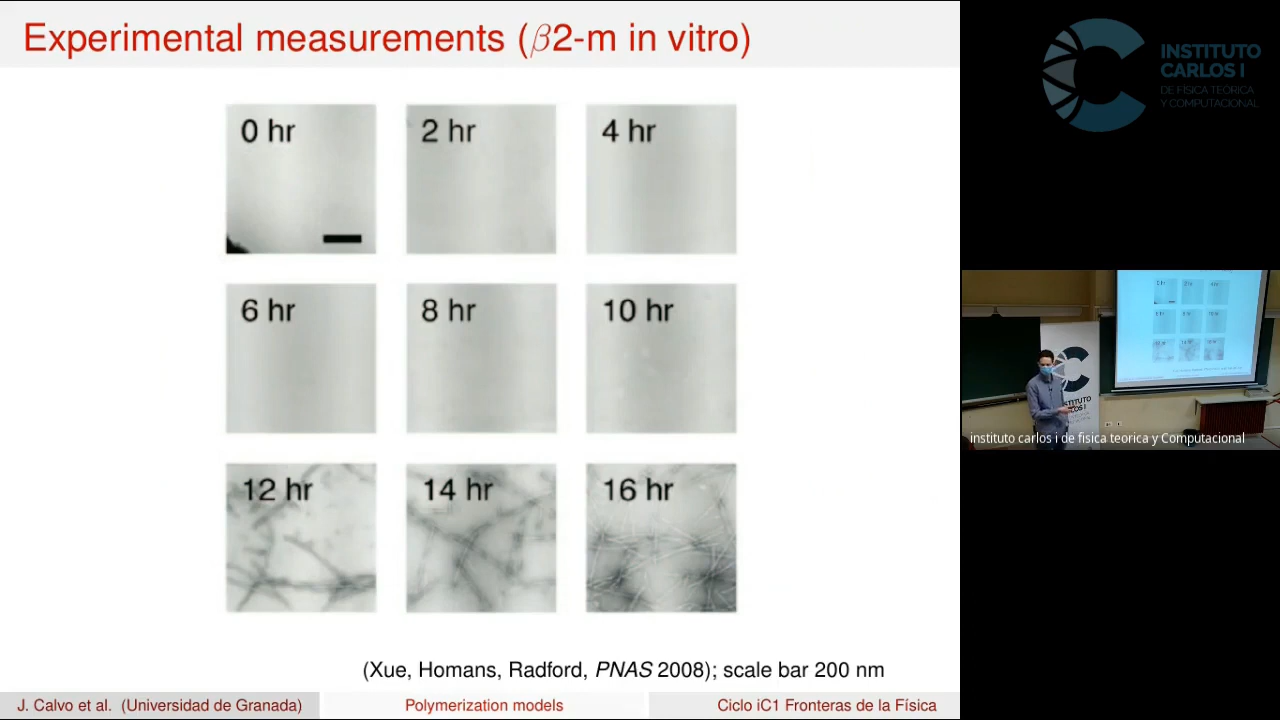 Experimental measurements (β2-m in vitro)
0 hr
2 hr
4 hr
6 hr
8 hr
10 hr
12 hr
14 hr
16 hr
(Xue, Homans, Radford, PNAS 2008); scale bar 200 nm
J. Calvo et al. (Universidad de Granada)
Polymerization models
Ciclo iC1 Fronteras de la Física
INSTITUTO
CARLOS I
DE FÍSICA TEÓRICA
Y COMPUTACIONAL
instituto carlos i de fisica teorica y Computacional